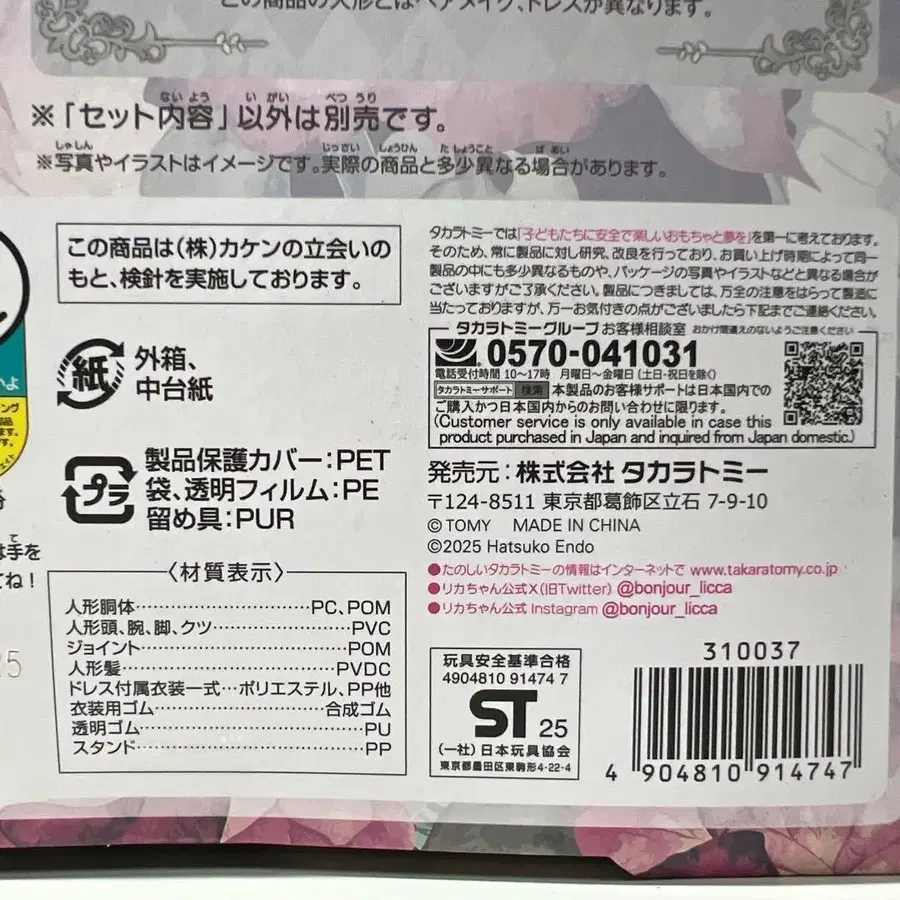 この商品の人形とはヘアメイク、ドレスが異なります。
※「セット内容」以外は別売です。
※写真やイラストはイメージです。実際の商品と多少異なる場合があります。
この商品は(株)カケンの立会いの
もと、検針を実施しております。
紙
外箱、
中台紙
プラ
製品保護カバー:PET
袋、透明フィルム:PE
留め具:PUR
〈材質表示〉
人形胴体…PC、POM
人形頭、腕、脚、クツ…PVC
ジョイント…POM
人形髪…PVDC
ドレス付属衣装一式…ポリエステル、PP他
衣装用ゴム…合成ゴム
透明ゴム…PU
スタンド…PP
タカラトミーでは「子どもたちに安全で楽しいおもちゃと夢を」を第一に考えております。
そのため、常に製品に対し研究、改良を行っており、お買い上げ時期によって同一
製品の中にも多少異なるものや、パッケージの写真やイラストなどと異なる場合が
ございますがご了承ください。製品につきましては、万全の注意をはらって製造に
当たっておりますが、万一お気付きの点がございましたら下記までご連絡ください。
タカラトミーグループ お客様相談室 おかけ間違えのないようご注意ください
0570-041031
電話受付時間 10〜17時 月曜日〜金曜日(土日・祝日を除く)
タカラトミーサポート 検索 本製品のお客様サポートは日本国内での
ご購入かつ日本国内からのお問い合わせに限ります。
(Customer service is only available in case this
product purchased in Japan and inquired from Japan domestic.)
発売元:株式会社 タカラトミー
〒124-8511 東京都葛飾区立石 7-9-10
©TOMY MADE IN CHINA
©2025 Hatsuko Endo
●たのしいタカラトミーの情報はインターネットで www.takaratomy.co.jp
●リカちゃん公式X(旧Twitter) @bonjour_licca
●リカちゃん公式 Instagram @bonjour_licca
玩具安全基準合格
4904810 91474 7
ST 25
(一社)日本玩具協会
東京都墨田区東駒形4-22-4
310037
4 904810 914747